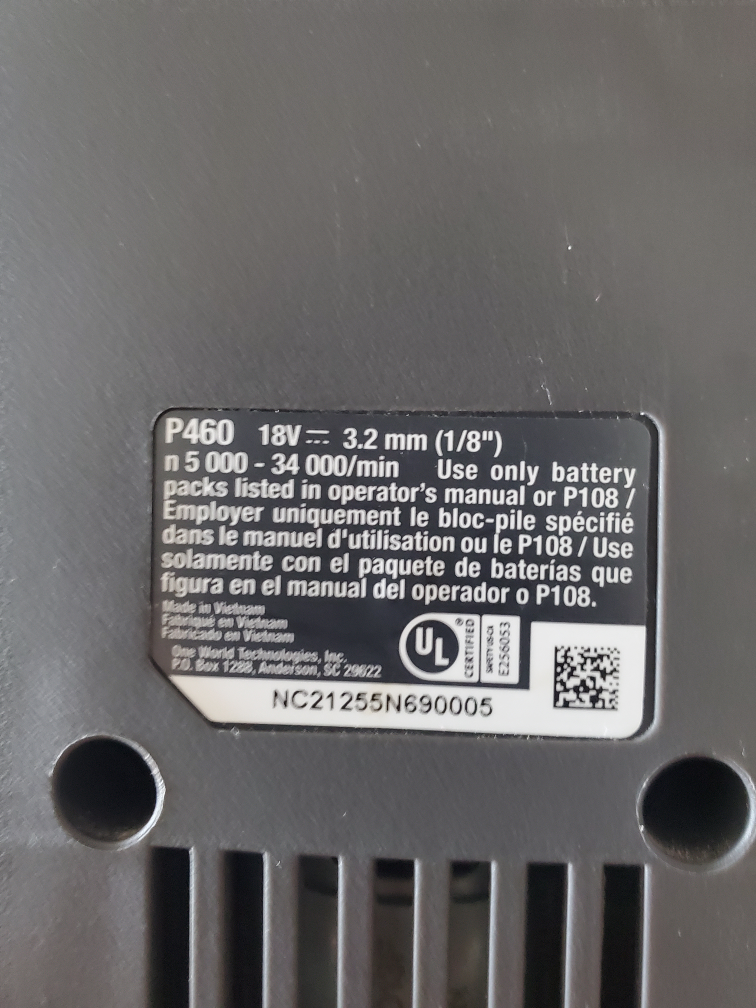 P460 18V⎓ 3.2 mm (1/8")
n 5 000 - 34 000/min Use only battery
packs listed in operator's manual or P108 /
Employer uniquement le bloc-pile spécifié
dans le manuel d'utilisation ou le P108 / Use
solamente con el paquete de baterías que
figura en el manual del operador o P108.
Made in Vietnam
Fabriqué en Vietnam
Fabricado en Vietnam
One World Technologies, Inc.
P.O. Box 1288, Anderson, SC 29622
UL®
CERTIFIED
SAFETY US-CA
E256053
NC21255N690005